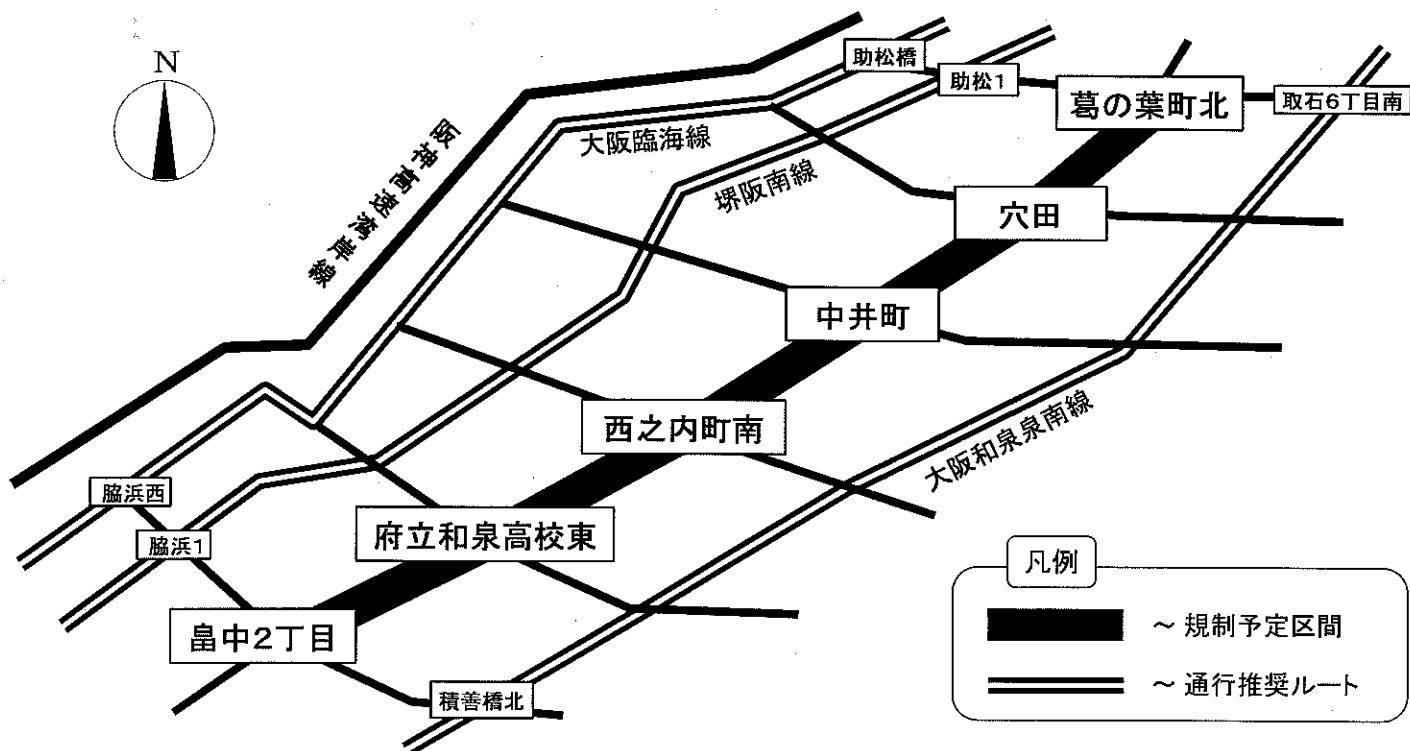 N
助松橋
助松1
葛の葉町北
取石6丁目南
阪神高速湾岸線
大阪臨海線
堺阪南線
穴田
中井町
西之内町南
大阪和泉泉南線
脇浜西
脇浜1
府立和泉高校東
畠中2丁目
積善橋北
凡例
～規制予定区間
～通行推奨ルート